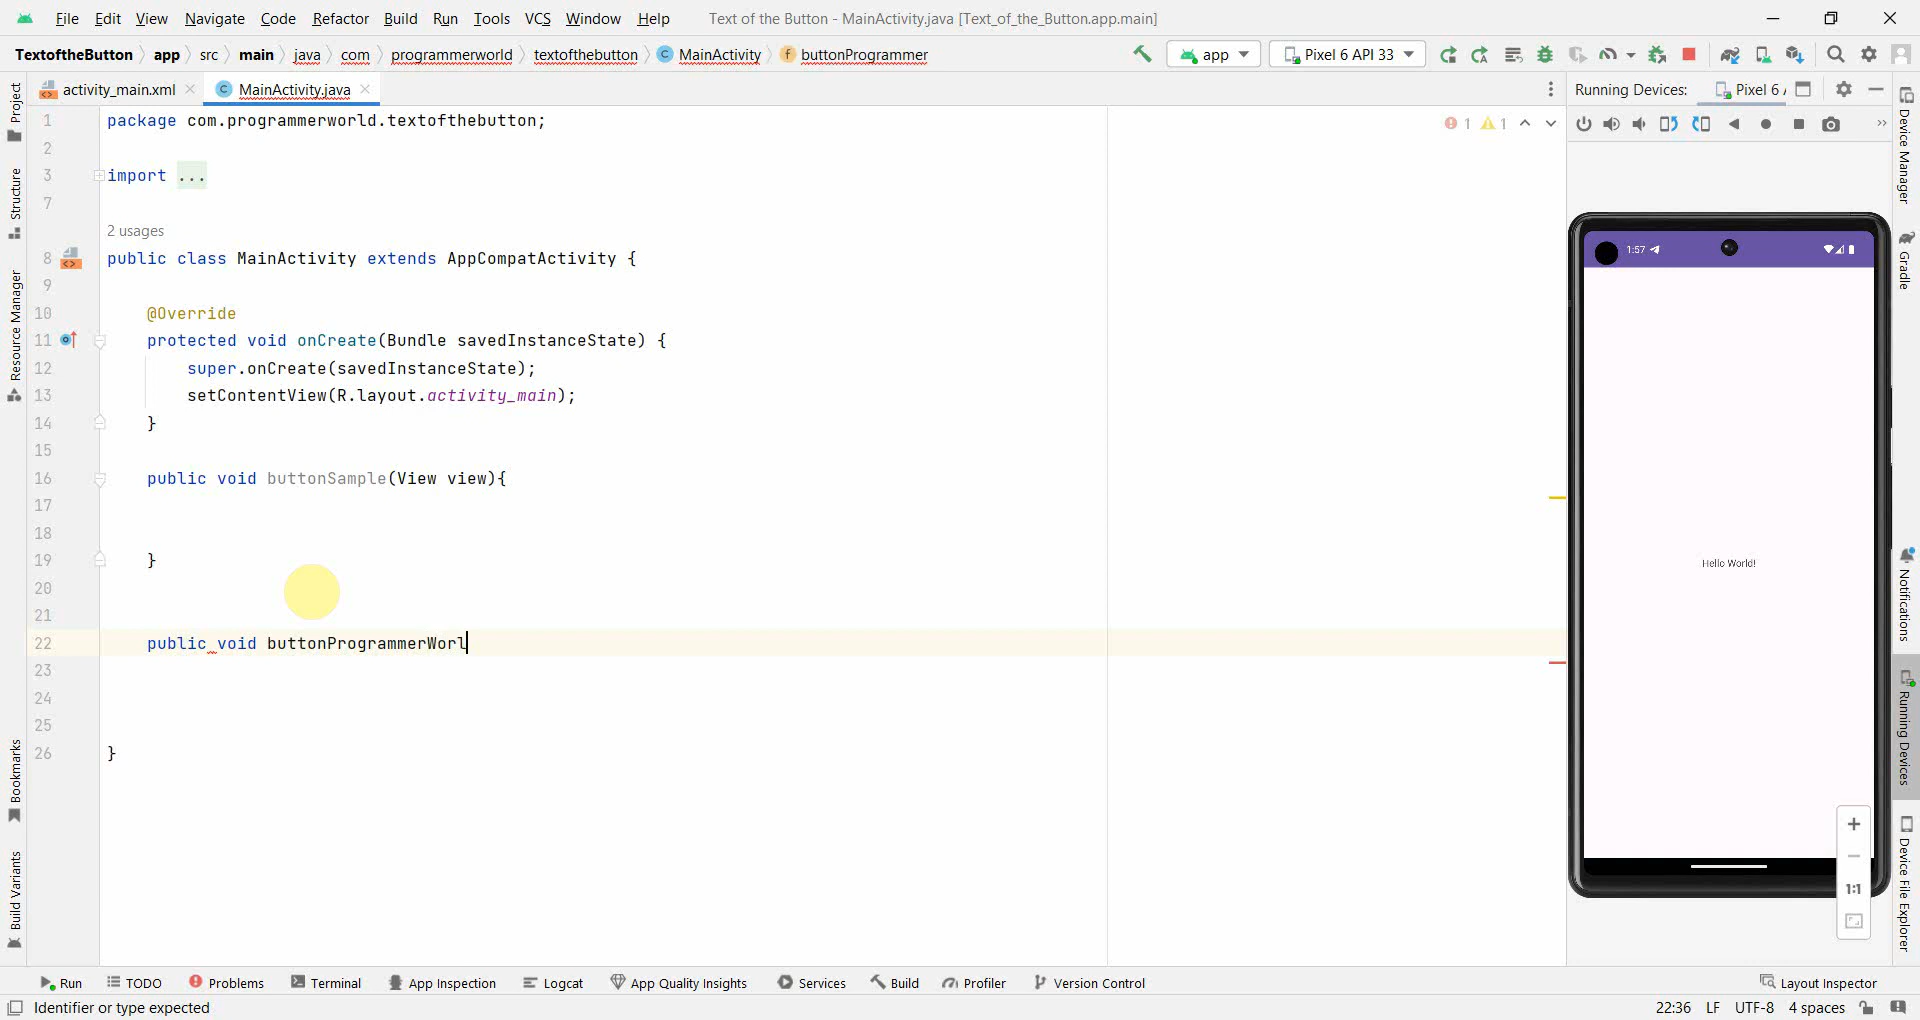 File Edit View Navigate Code Refactor Build Run Tools VCS Window Help Text of the Button - MainActivity.java [Text_of_the_Button.app.main]
TextoftheButton app src main java com programmerworld textofthebutton MainActivity buttonProgrammer app Pixel 6 API 33
activity_main.xml MainActivity.java Running Devices: Pixel 6
1 package com.programmerworld.textofthebutton; 1 1
2
3 import ...
7
2 usages
8 public class MainActivity extends AppCompatActivity {
9
10 @Override
11 protected void onCreate(Bundle savedInstanceState) {
12 super.onCreate(savedInstanceState);
13 setContentView(R.layout.activity_main);
14 }
15
16 public void buttonSample(View view){
17
18
19 }
20
21
22 public void buttonProgrammerWorl
23
24
25
26 }
Project
Structure
Resource Manager
Bookmarks
Build Variants
1:57
Hello World!
1:1
Device Manager
Gradle
Notifications
Running Devices
Device File Explorer
Run TODO Problems Terminal App Inspection Logcat App Quality Insights Services Build Profiler Version Control Layout Inspector
Identifier or type expected 22:36 LF UTF-8 4 spaces